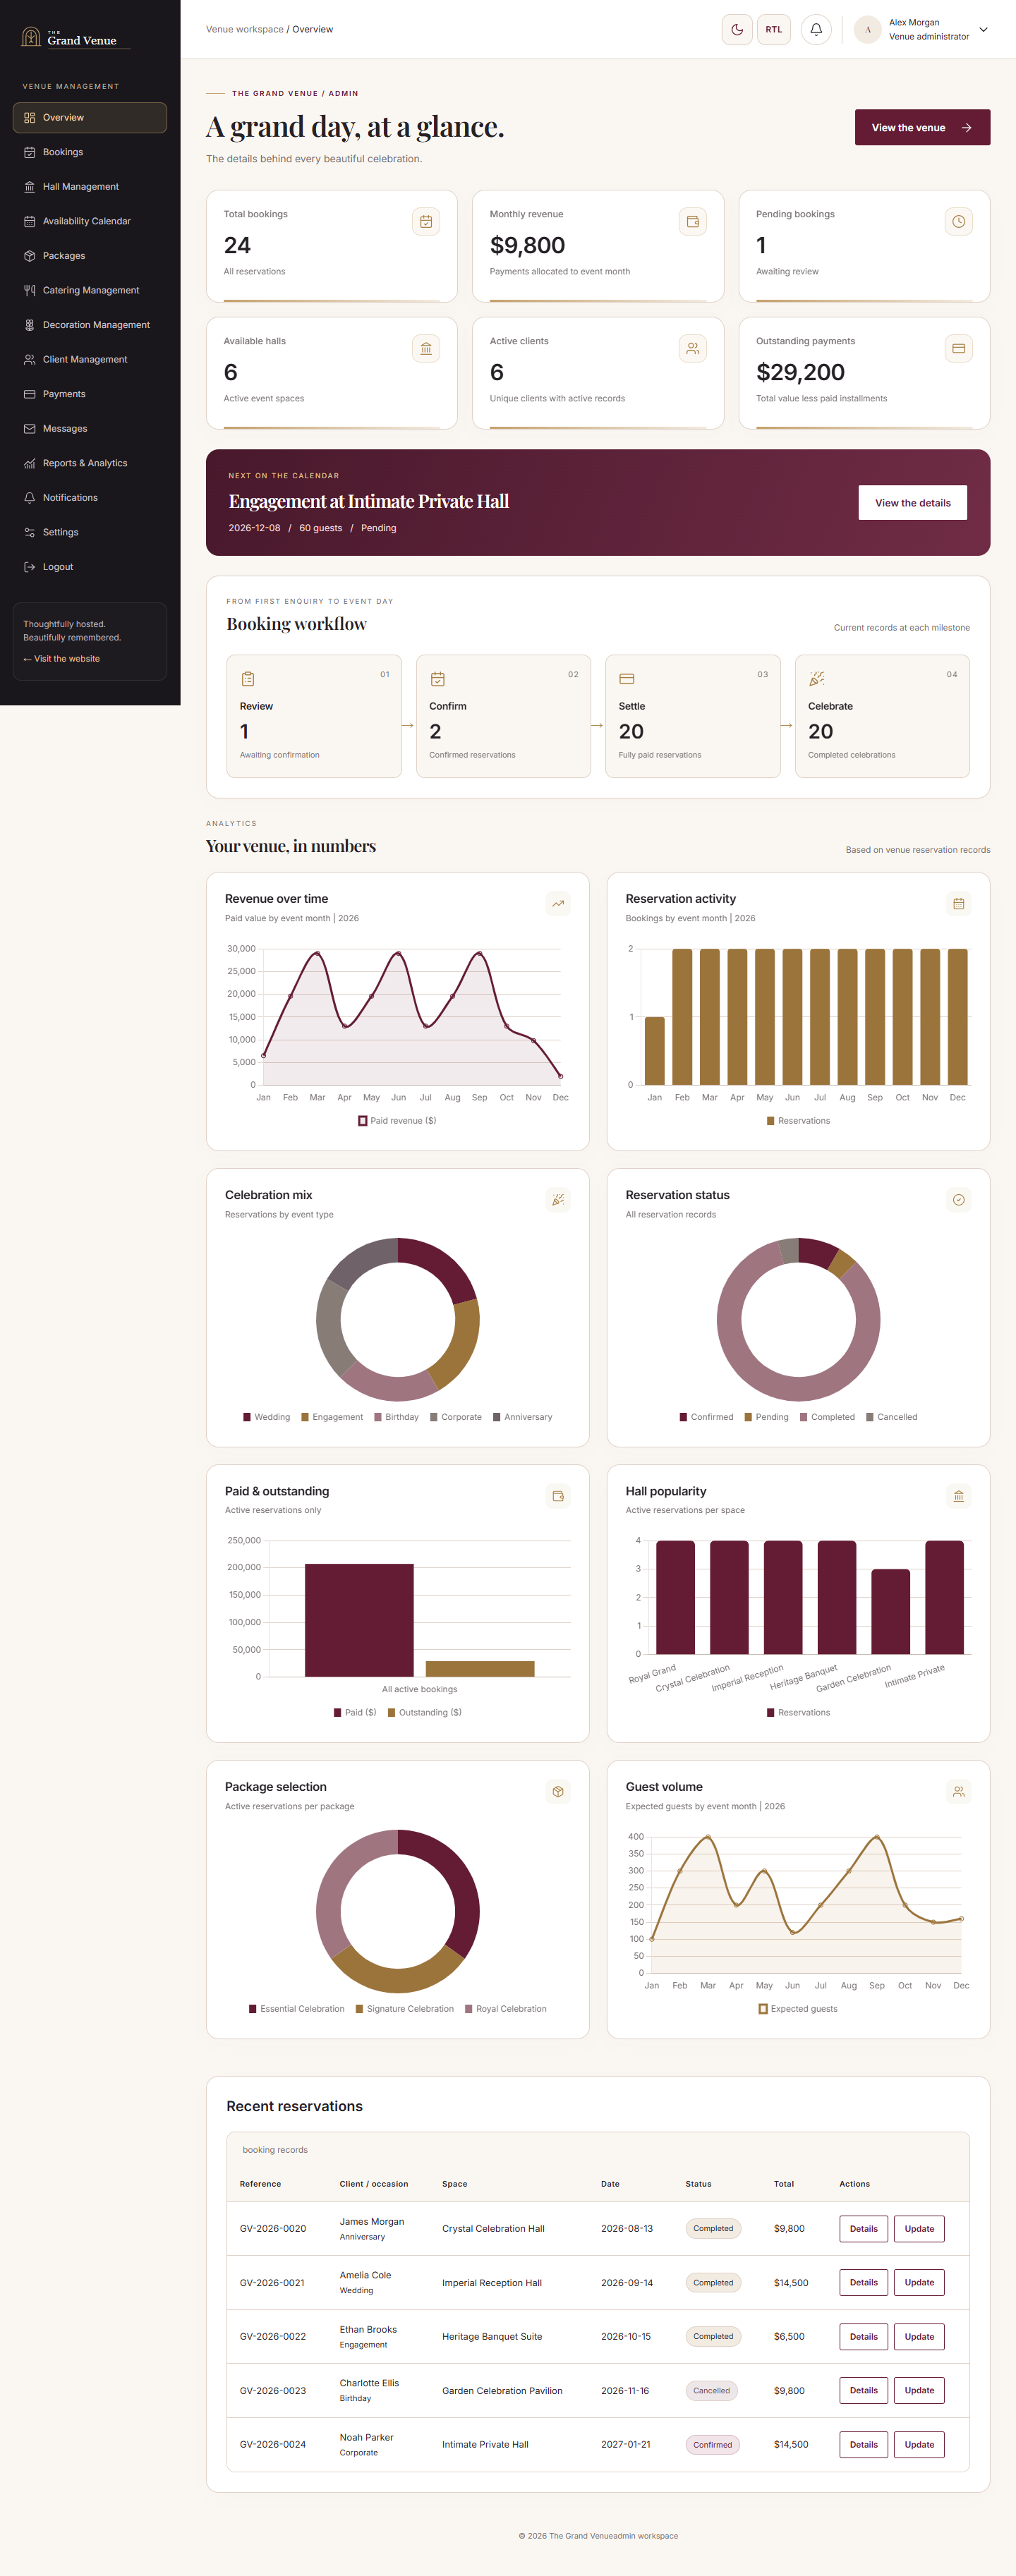 THE
Grand Venue
VENUE MANAGEMENT
Overview
Bookings
Hall Management
Availability Calendar
Packages
Catering Management
Decoration Management
Client Management
Payments
Messages
Reports & Analytics
Notifications
Settings
Logout
Thoughtfully hosted.
Beautifully remembered.
← Visit the website
Venue workspace / Overview
RTL
A
Alex Morgan
Venue administrator
THE GRAND VENUE / ADMIN
A grand day, at a glance.
The details behind every beautiful celebration.
View the venue →
Total bookings
24
All reservations
Monthly revenue
$9,800
Payments allocated to event month
Pending bookings
1
Awaiting review
Available halls
6
Active event spaces
Active clients
6
Unique clients with active records
Outstanding payments
$29,200
Total value less paid installments
NEXT ON THE CALENDAR
Engagement at Intimate Private Hall
2026-12-08 / 60 guests / Pending
View the details
FROM FIRST ENQUIRY TO EVENT DAY
Booking workflow
Current records at each milestone
01
Review
1
Awaiting confirmation
→
02
Confirm
2
Confirmed reservations
→
03
Settle
20
Fully paid reservations
→
04
Celebrate
20
Completed celebrations
ANALYTICS
Your venue, in numbers
Based on venue reservation records
Revenue over time
Paid value by event month | 2026
30,000
25,000
20,000
15,000
10,000
5,000
0
Jan Feb Mar Apr May Jun Jul Aug Sep Oct Nov Dec
Paid revenue ($)
Reservation activity
Bookings by event month | 2026
2
1
0
Jan Feb Mar Apr May Jun Jul Aug Sep Oct Nov Dec
Reservations
Celebration mix
Reservations by event type
Wedding Engagement Birthday Corporate Anniversary
Reservation status
All reservation records
Confirmed Pending Completed Cancelled
Paid & outstanding
Active reservations only
250,000
200,000
150,000
100,000
50,000
0
All active bookings
Paid ($) Outstanding ($)
Hall popularity
Active reservations per space
4
3
2
1
0
Royal Grand Crystal Celebration Imperial Reception Heritage Banquet Garden Celebration Intimate Private
Reservations
Package selection
Active reservations per package
Essential Celebration Signature Celebration Royal Celebration
Guest volume
Expected guests by event month | 2026
400
350
300
250
200
150
100
50
0
Jan Feb Mar Apr May Jun Jul Aug Sep Oct Nov Dec
Expected guests
Recent reservations
booking records
Reference Client / occasion Space Date Status Total Actions
GV-2026-0020 James Morgan Crystal Celebration Hall 2026-08-13 Completed $9,800 Details Update
Anniversary
GV-2026-0021 Amelia Cole Imperial Reception Hall 2026-09-14 Completed $14,500 Details Update
Wedding
GV-2026-0022 Ethan Brooks Heritage Banquet Suite 2026-10-15 Completed $6,500 Details Update
Engagement
GV-2026-0023 Charlotte Ellis Garden Celebration Pavilion 2026-11-16 Cancelled $9,800 Details Update
Birthday
GV-2026-0024 Noah Parker Intimate Private Hall 2027-01-21 Confirmed $14,500 Details Update
Corporate
© 2026 The Grand Venueadmin workspace